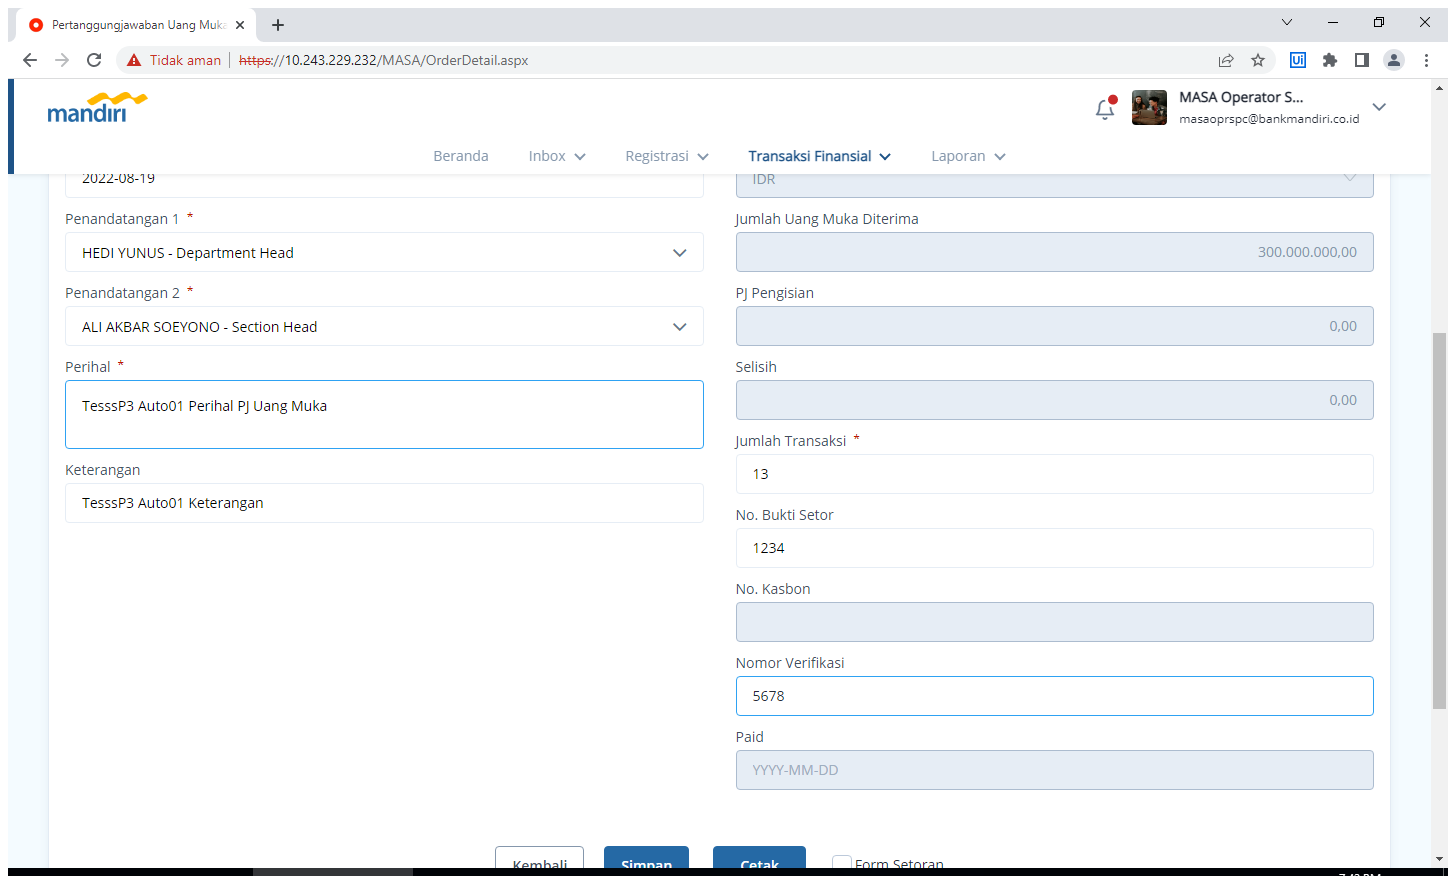 Pertanggungjawaban Uang Muka
Tidak aman
https://10.243.229.232/MASA/OrderDetail.aspx
Ui
mandiri
MASA Operator S...
masaoprspc@bankmandiri.co.id
Beranda
Inbox
Registrasi
Transaksi Finansial
Laporan
2022-08-19
IDR
Penandatangan 1 *
HEDI YUNUS - Department Head
Penandatangan 2 *
ALI AKBAR SOEYONO - Section Head
Perihal *
TesssP3 Auto01 Perihal PJ Uang Muka
Keterangan
TesssP3 Auto01 Keterangan
Jumlah Uang Muka Diterima
300.000.000,00
PJ Pengisian
0,00
Selisih
0,00
Jumlah Transaksi *
13
No. Bukti Setor
1234
No. Kasbon
Nomor Verifikasi
5678
Paid
YYYY-MM-DD
Kembali
Simpan
Cetak
Form Setoran